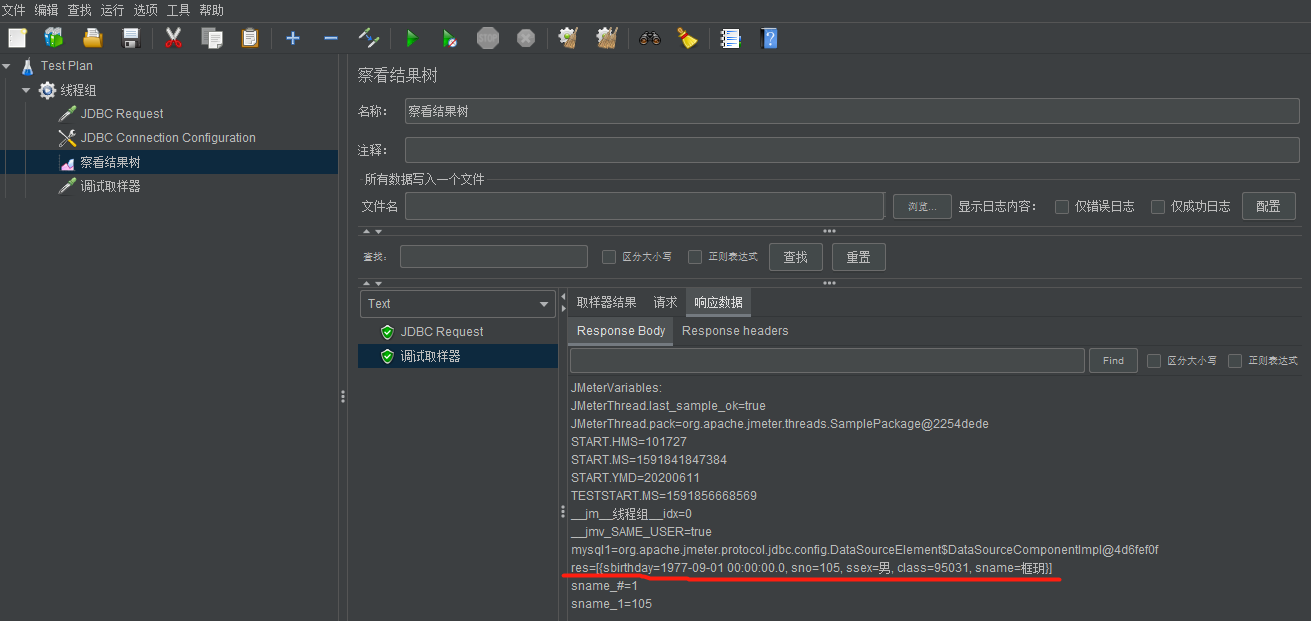 文件 编辑 查找 运行 选项 工具 帮助
STOP
Test Plan
线程组
JDBC Request
JDBC Connection Configuration
察看结果树
调试取样器
察看结果树
名称： 察看结果树
注释：
所有数据写入一个文件
文件名 浏览... 显示日志内容： 仅错误日志 仅成功日志 配置
查找: 区分大小写 正则表达式 查找 重置
Text
JDBC Request
调试取样器
取样器结果 请求 响应数据
Response Body Response headers
Find 区分大小写 正则表达式
JMeterVariables:
JMeterThread.last_sample_ok=true
JMeterThread.pack=org.apache.jmeter.threads.SamplePackage@2254dede
START.HMS=101727
START.MS=1591841847384
START.YMD=20200611
TESTSTART.MS=1591856668569
__jm__线程组__idx=0
__jmv_SAME_USER=true
mysql1=org.apache.jmeter.protocol.jdbc.config.DataSourceElement$DataSourceComponentImpl@4d6fef0f
res=[{sbirthday=1977-09-01 00:00:00.0, sno=105, ssex=男, class=95031, sname=框玥}]
sname_#=1
sname_1=105